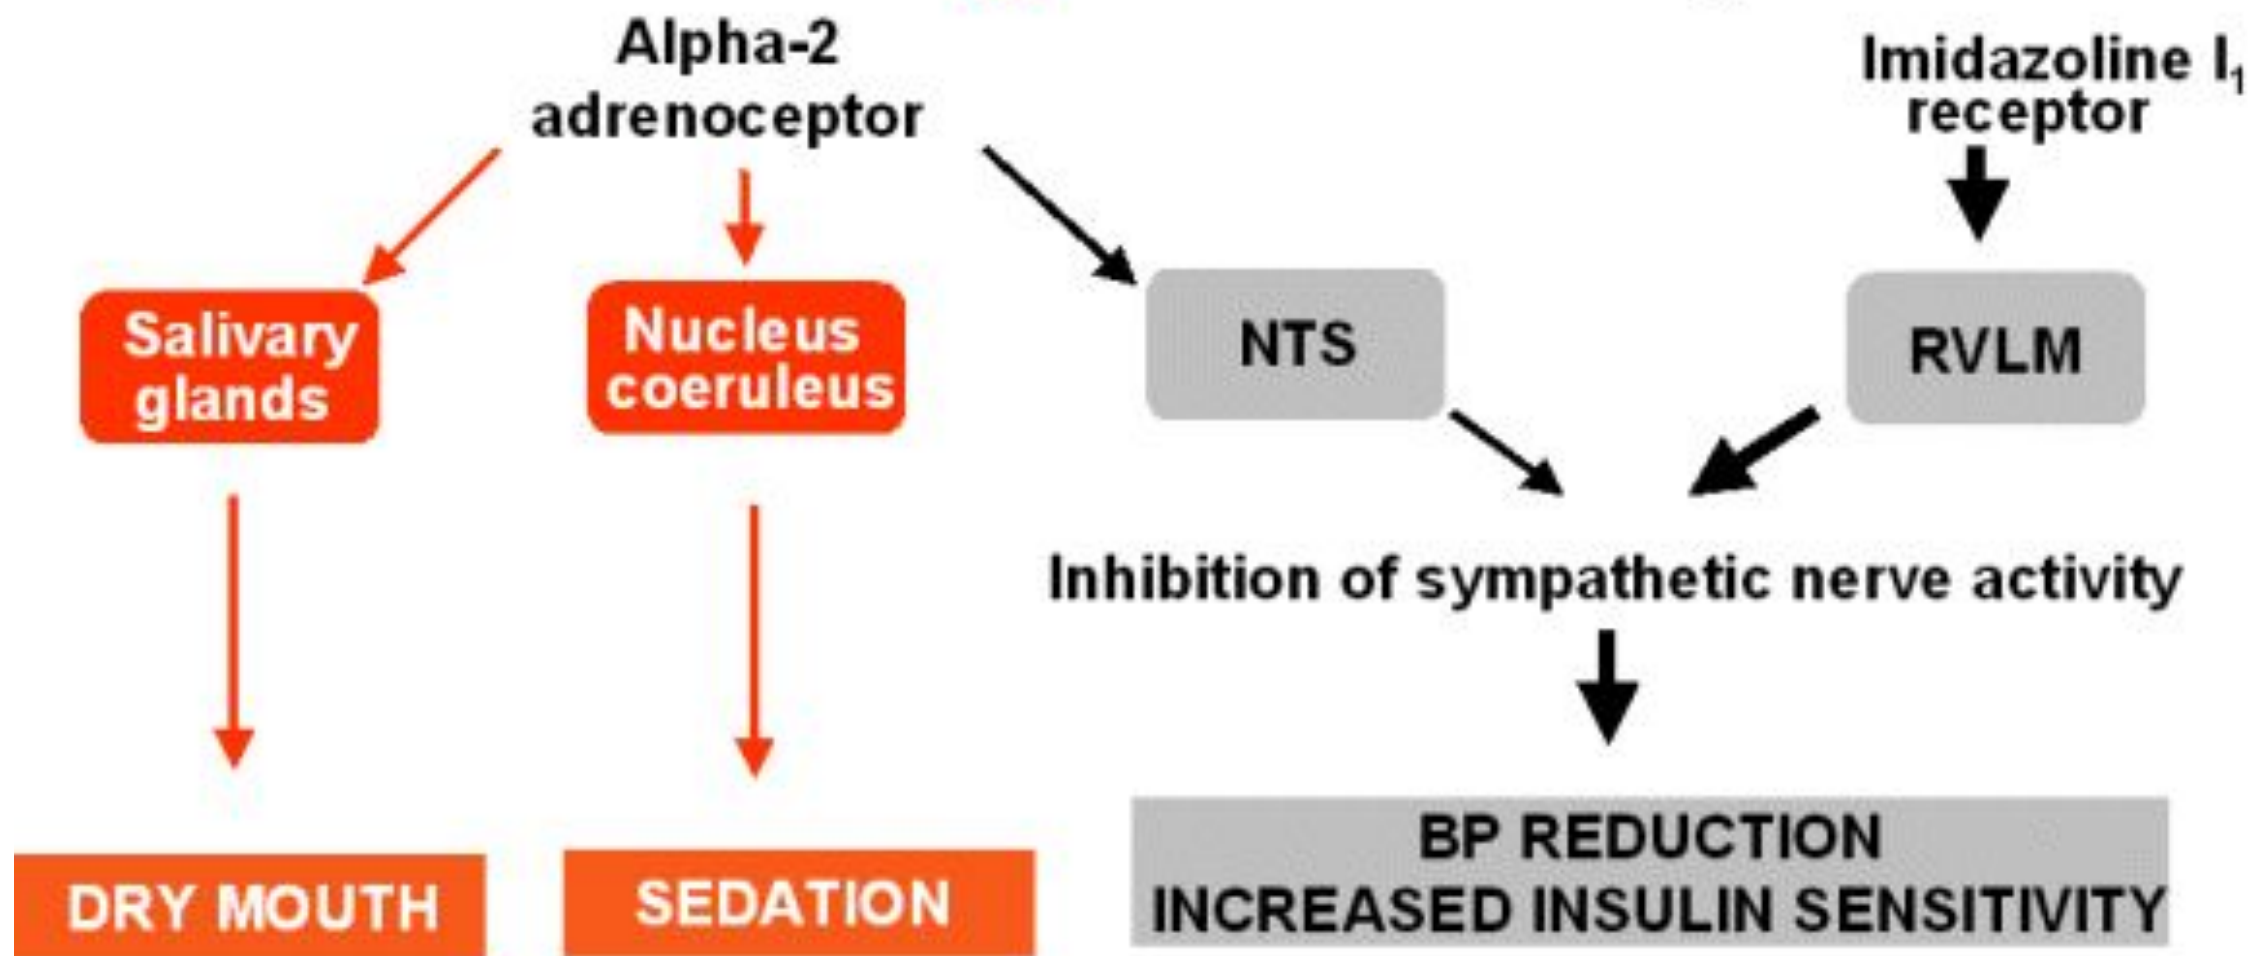 Alpha-2
adrenoceptor
Imidazoline I₁
receptor
Salivary
glands
Nucleus
coeruleus
NTS
RVLM
Inhibition of sympathetic nerve activity
DRY MOUTH
SEDATION
BP REDUCTION
INCREASED INSULIN SENSITIVITY